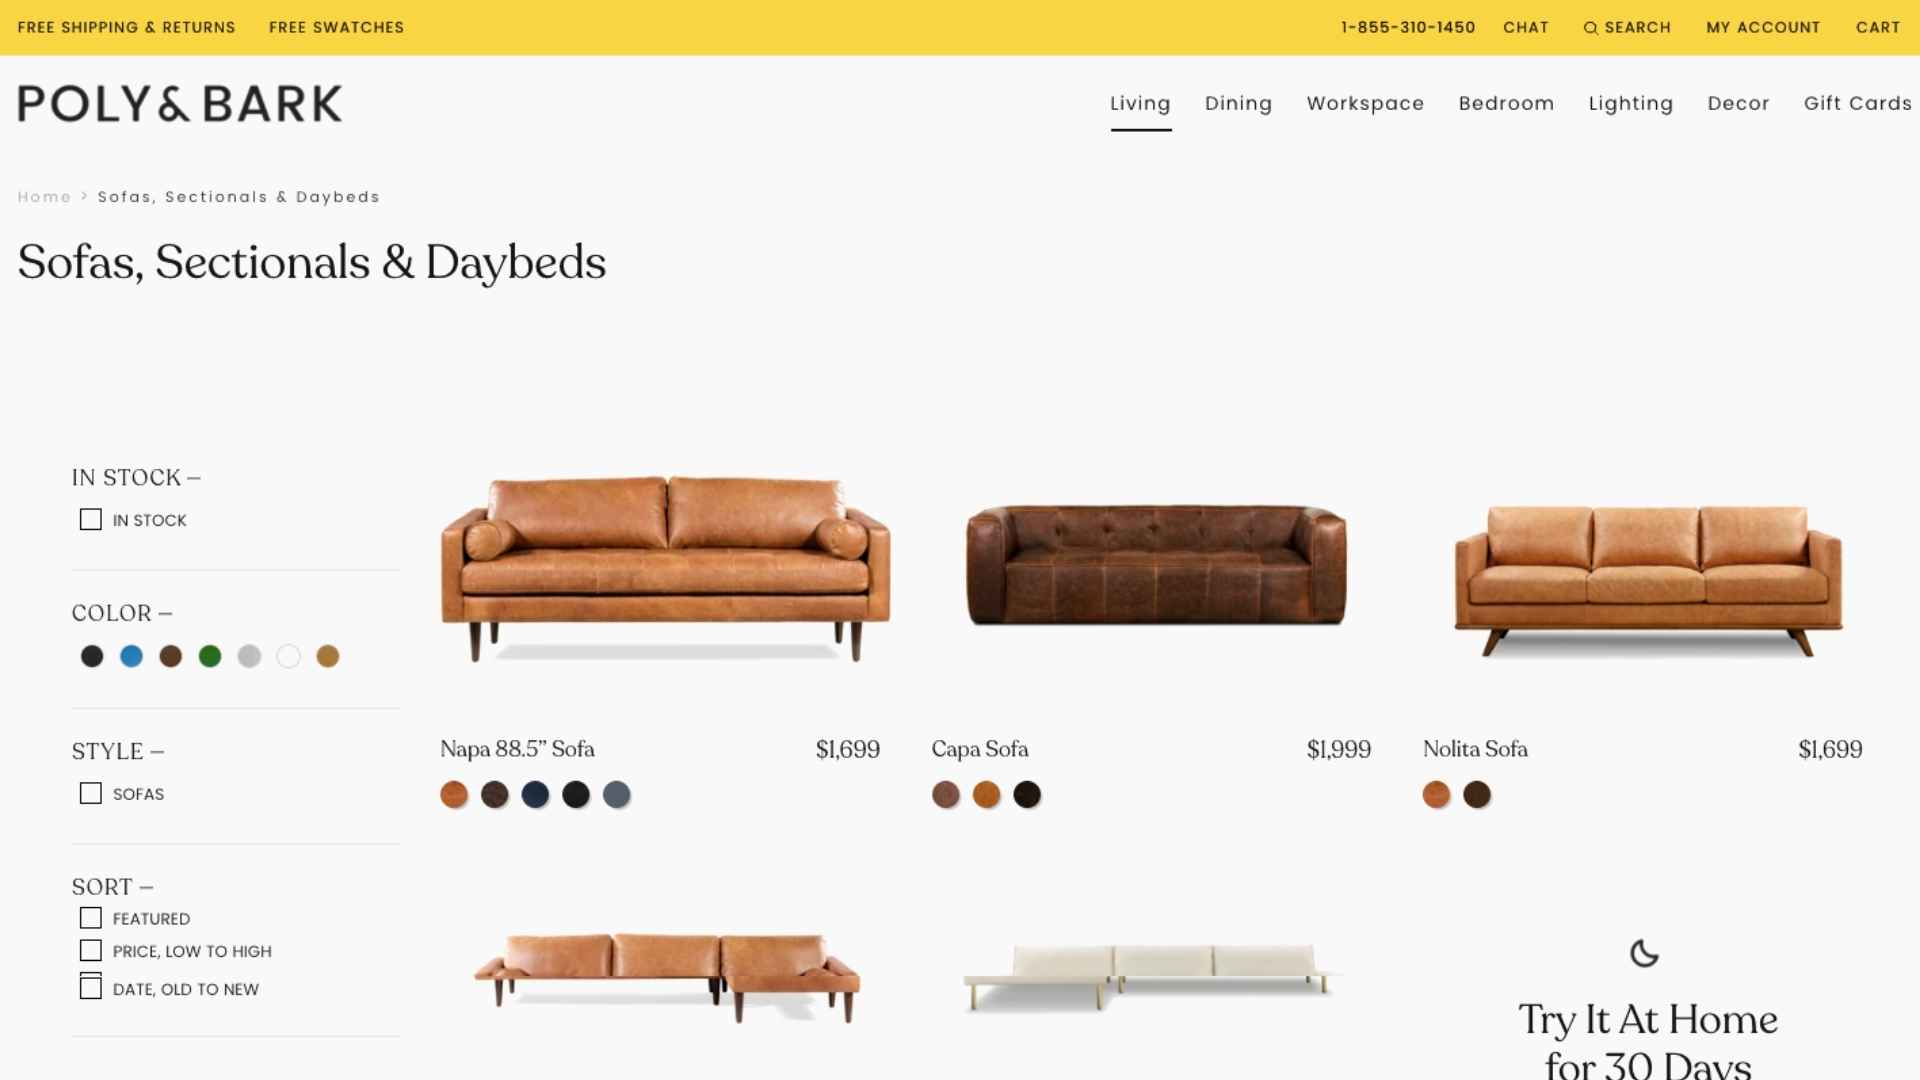 FREE SHIPPING & RETURNS FREE SWATCHES 1-855-310-1450 CHAT SEARCH MY ACCOUNT CART
POLY & BARK
Living Dining Workspace Bedroom Lighting Decor Gift Cards
Home > Sofas, Sectionals & Daybeds
Sofas, Sectionals & Daybeds
IN STOCK –
IN STOCK
COLOR –
STYLE –
SOFAS
SORT –
FEATURED
PRICE, LOW TO HIGH
DATE, OLD TO NEW
Napa 88.5” Sofa $1,699
Capa Sofa $1,999
Nolita Sofa $1,699
Try It At Home
for 30 Days